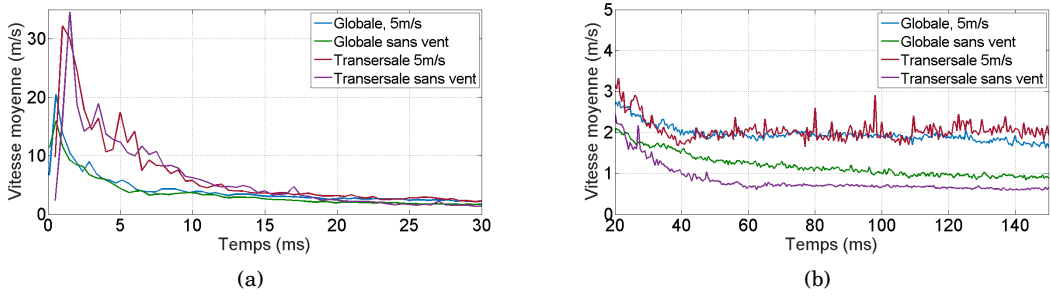 Vitesse moyenne (m/s)
30
20
10
0
0 5 10 15 20 25 30
Temps (ms)
Globale, 5m/s
Globale sans vent
Transersale 5m/s
Transersale sans vent
(a)
Vitesse moyenne (m/s)
5
4
3
2
1
0
20 40 60 80 100 120 140
Temps (ms)
Globale, 5m/s
Globale sans vent
Transersale 5m/s
Transersale sans vent
(b)